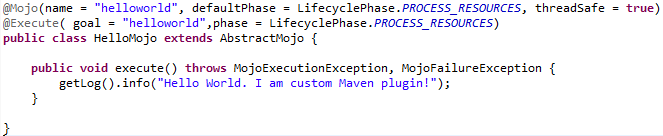 @Mojo(name = "helloworld", defaultPhase = LifecyclePhase.PROCESS_RESOURCES, threadSafe = true)
@Execute( goal = "helloworld",phase = LifecyclePhase.PROCESS_RESOURCES)
public class HelloMojo extends AbstractMojo {
public void execute() throws MojoExecutionException, MojoFailureException {
getLog().info("Hello World. I am custom Maven plugin!");
}
}